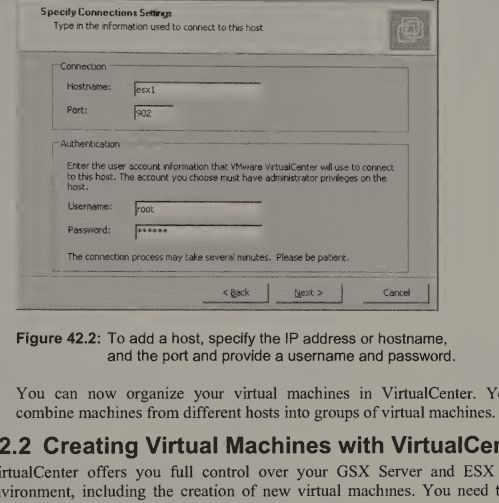 Specify Connections Settings
Type in the information used to connect to this host
Connection
Hostname: esx1
Port: 902
Authentication
Enter the user account information that VMware VirtualCenter will use to connect
to this host. The account you choose must have administrator privileges on the
host.
Username: root
Password: ******
The connection process may take several minutes. Please be patient.
< Back Next > Cancel
Figure 42.2: To add a host, specify the IP address or hostname,
and the port and provide a username and password.
You can now organize your virtual machines in VirtualCenter.
combine machines from different hosts into groups of virtual machines.
2.2 Creating Virtual Machines with
offers you full control over your GSX Server and ESX
including the creation of new virtual machines. You need